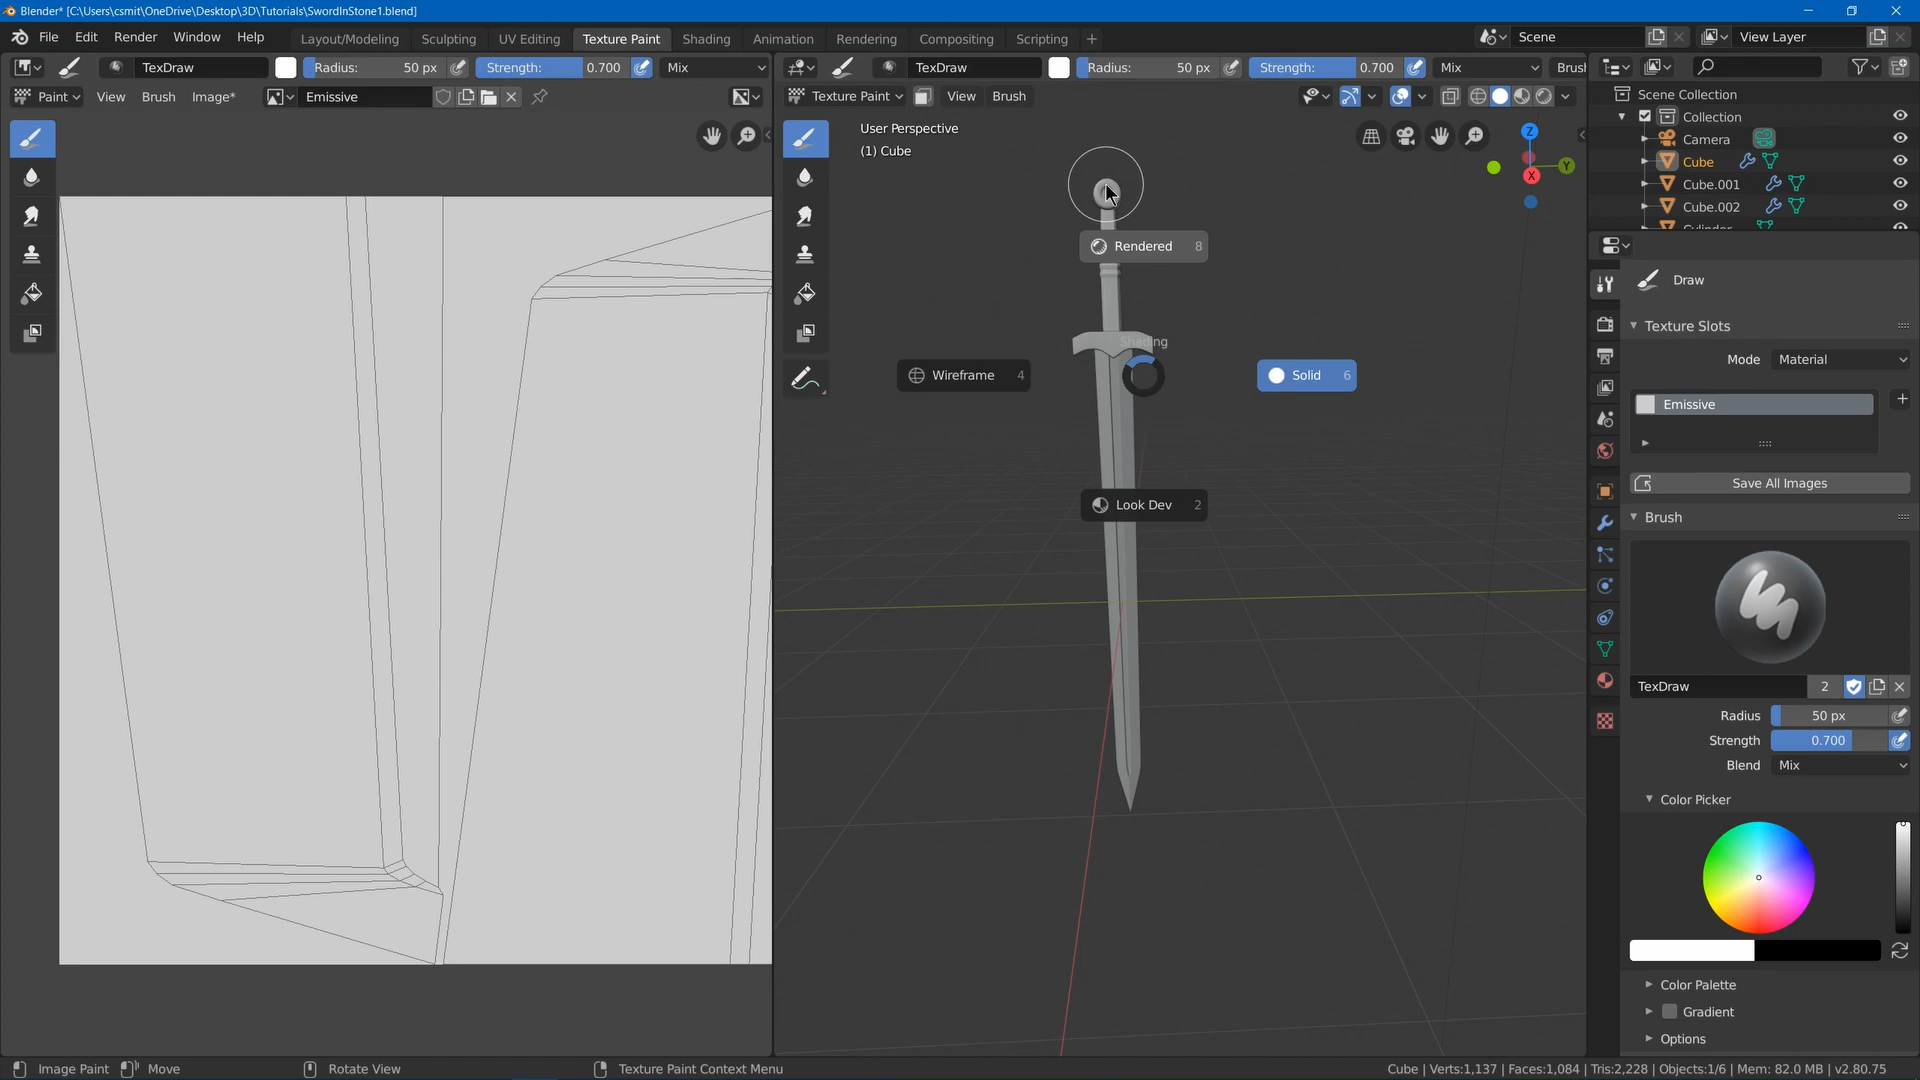 Blender* [C:\Users\csmit\OneDrive\Desktop\3D\Tutorials\SwordInStone1.blend]
File Edit Render Window Help Layout/Modeling Sculpting UV Editing Texture Paint Shading Animation Rendering Compositing Scripting + Scene View Layer
TexDraw Radius: 50 px Strength: 0.700 Mix TexDraw Radius: 50 px Strength: 0.700 Mix Brush
Paint View Brush Image* Emissive Texture Paint View Brush
User Perspective
(1) Cube
Z
Y
X
Rendered 8
Shading
Wireframe 4
Solid 6
Look Dev 2
Scene Collection
Collection
Camera
Cube
Cube.001
Cube.002
Cylinder
Draw
Texture Slots
Mode Material
Emissive
Save All Images
Brush
TexDraw 2
Radius 50 px
Strength 0.700
Blend Mix
Color Picker
Color Palette
Gradient
Options
Image Paint Move Rotate View Texture Paint Context Menu Cube | Verts:1,137 | Faces:1,084 | Tris:2,228 | Objects:1/6 | Mem: 82.0 MB | v2.80.75